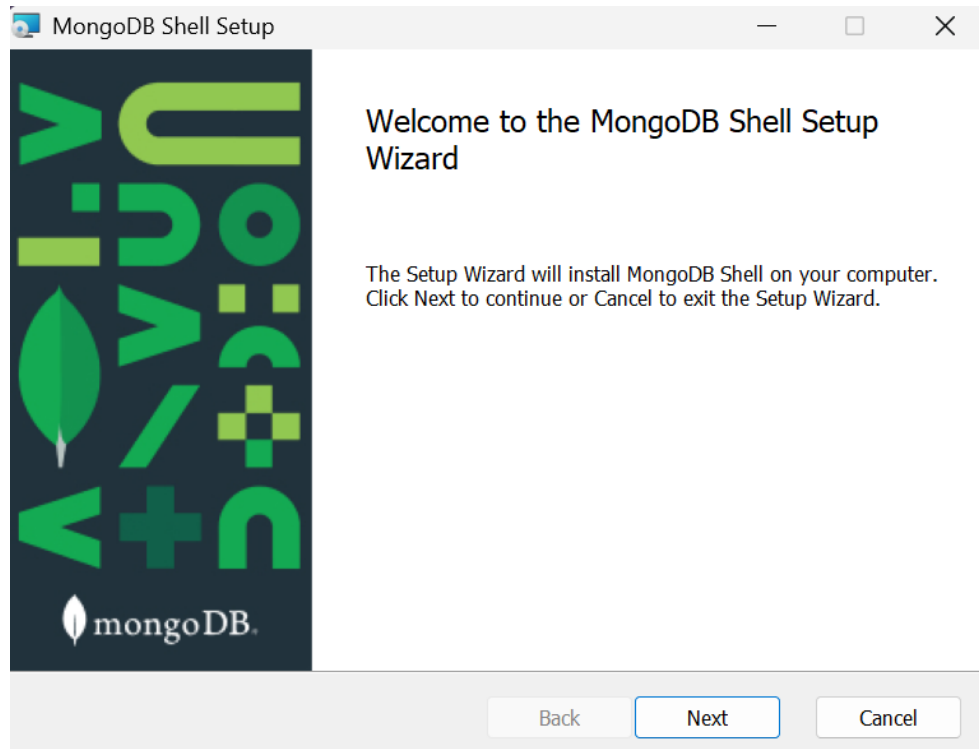 MongoDB Shell Setup
Welcome to the MongoDB Shell Setup
Wizard
The Setup Wizard will install MongoDB Shell on your computer.
Click Next to continue or Cancel to exit the Setup Wizard.
mongoDB.
Back
Next
Cancel